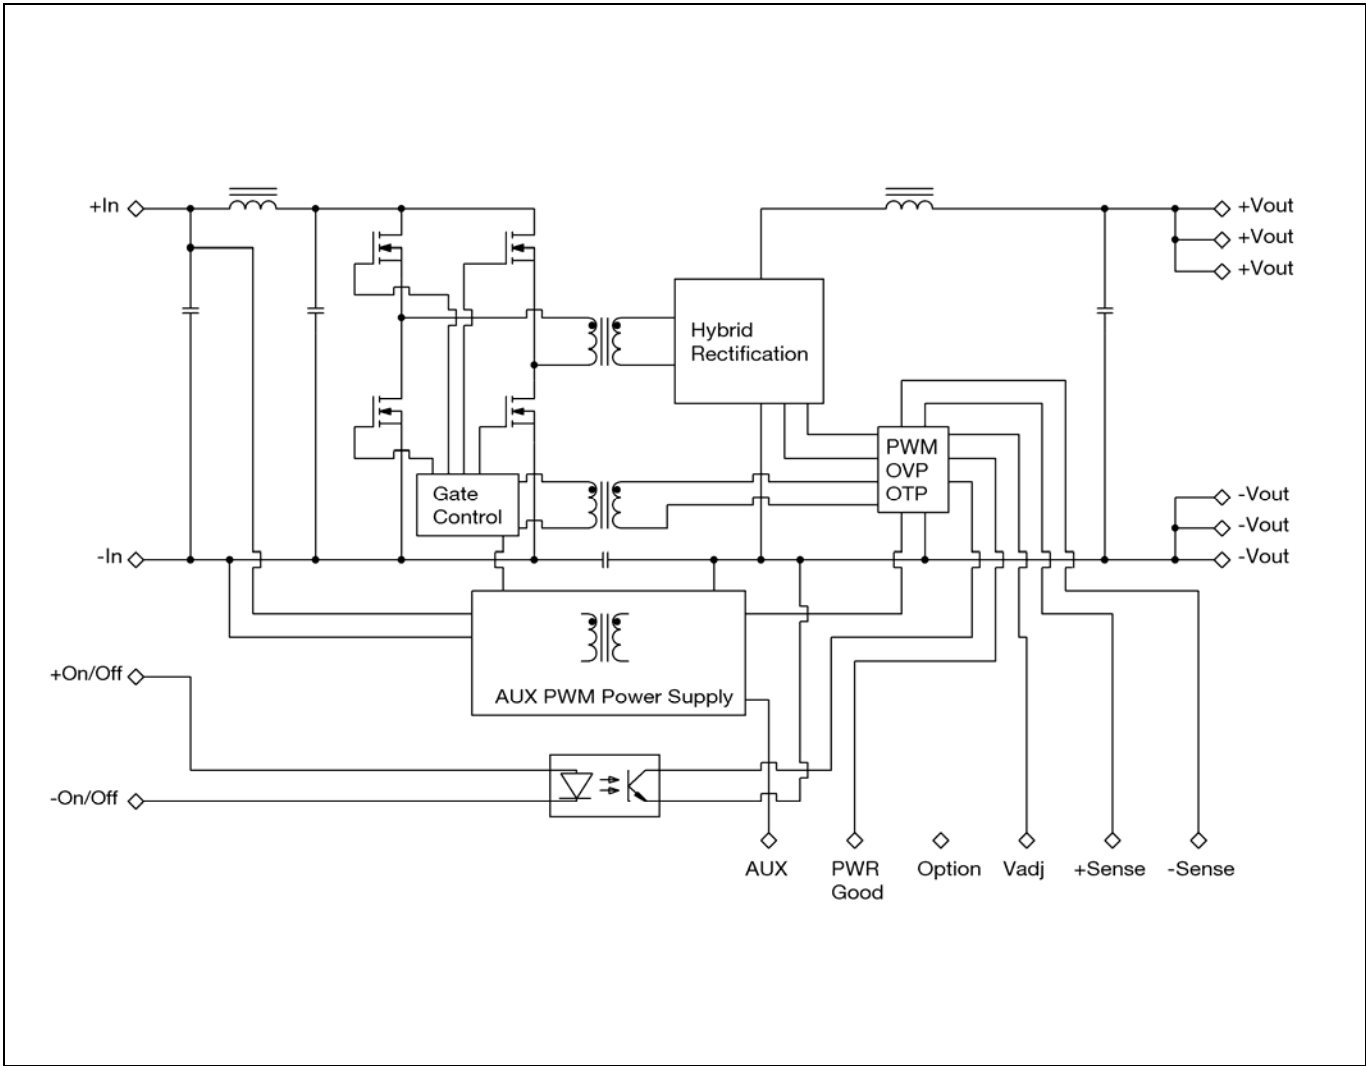 +In
+Vout
+Vout
+Vout
Hybrid
Rectification
PWM
OVP
OTP
Gate
Control
-Vout
-Vout
-Vout
-In
+On/Off
AUX PWM Power Supply
-On/Off
AUX
PWR
Good
Option
Vadj
+Sense
-Sense